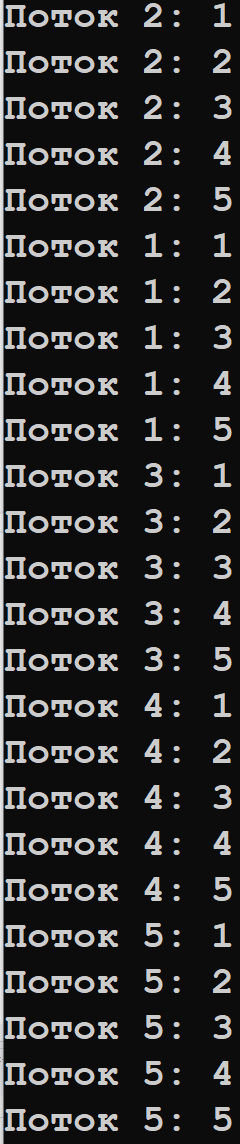 Поток 2: 1
Поток 2: 2
Поток 2: 3
Поток 2: 4
Поток 2: 5
Поток 1: 1
Поток 1: 2
Поток 1: 3
Поток 1: 4
Поток 1: 5
Поток 3: 1
Поток 3: 2
Поток 3: 3
Поток 3: 4
Поток 3: 5
Поток 4: 1
Поток 4: 2
Поток 4: 3
Поток 4: 4
Поток 4: 5
Поток 5: 1
Поток 5: 2
Поток 5: 3
Поток 5: 4
Поток 5: 5